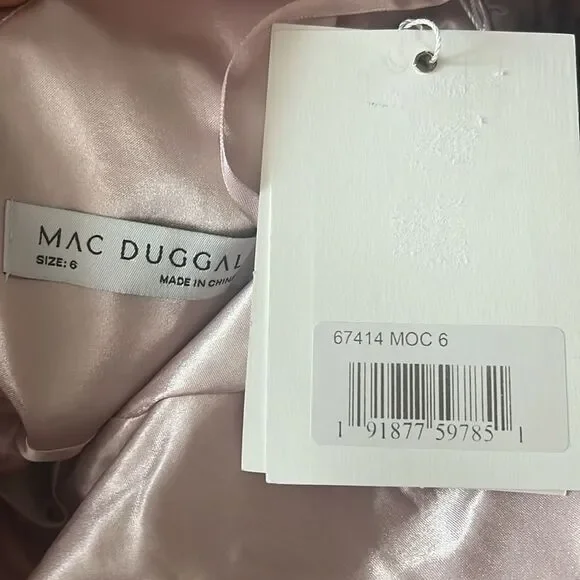 MAC DUGGAL
SIZE: 6
MADE IN CHINA
67414 MOC 6
1 91877 59785 1